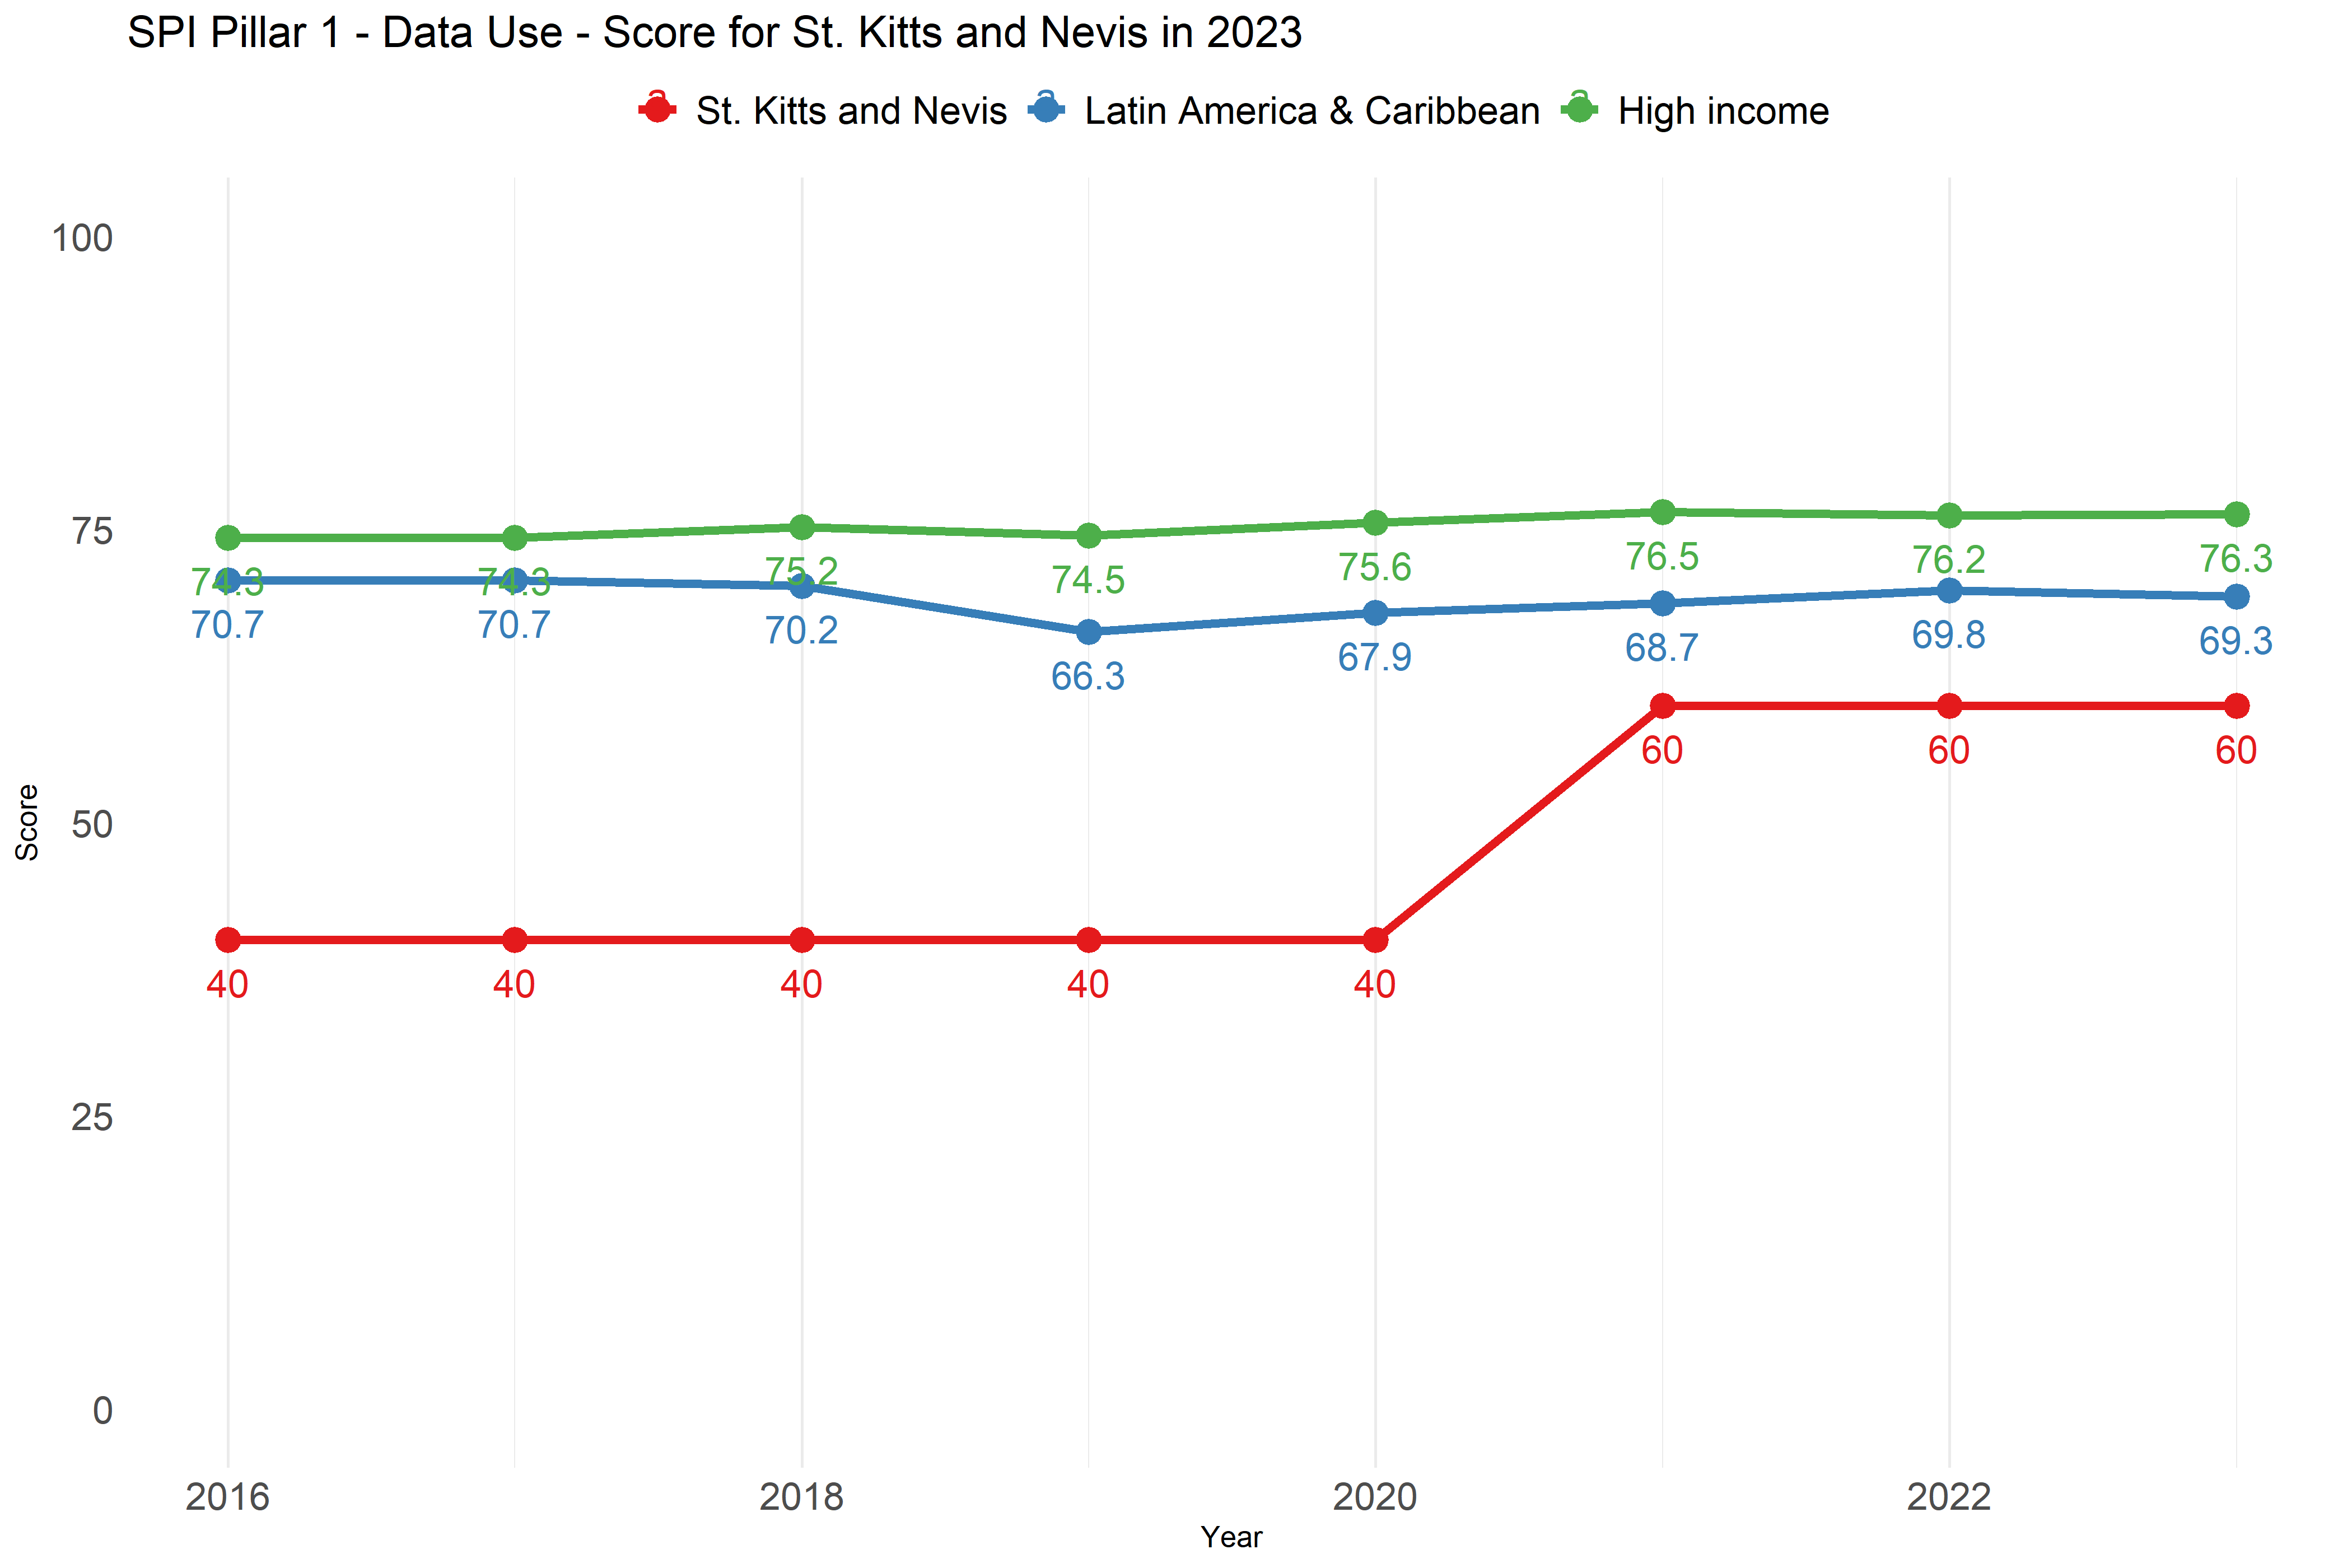 SPI Pillar 1 - Data Use - Score for St. Kitts and Nevis in 2023
St. Kitts and Nevis Latin America & Caribbean High income
100
75
50
25
0
Score
74.3 74.3 75.2 74.5 75.6 76.5 76.2 76.3
70.7 70.7 70.2 66.3 67.9 68.7 69.8 69.3
60 60 60
40 40 40 40 40
2016 2018 2020 2022
Year